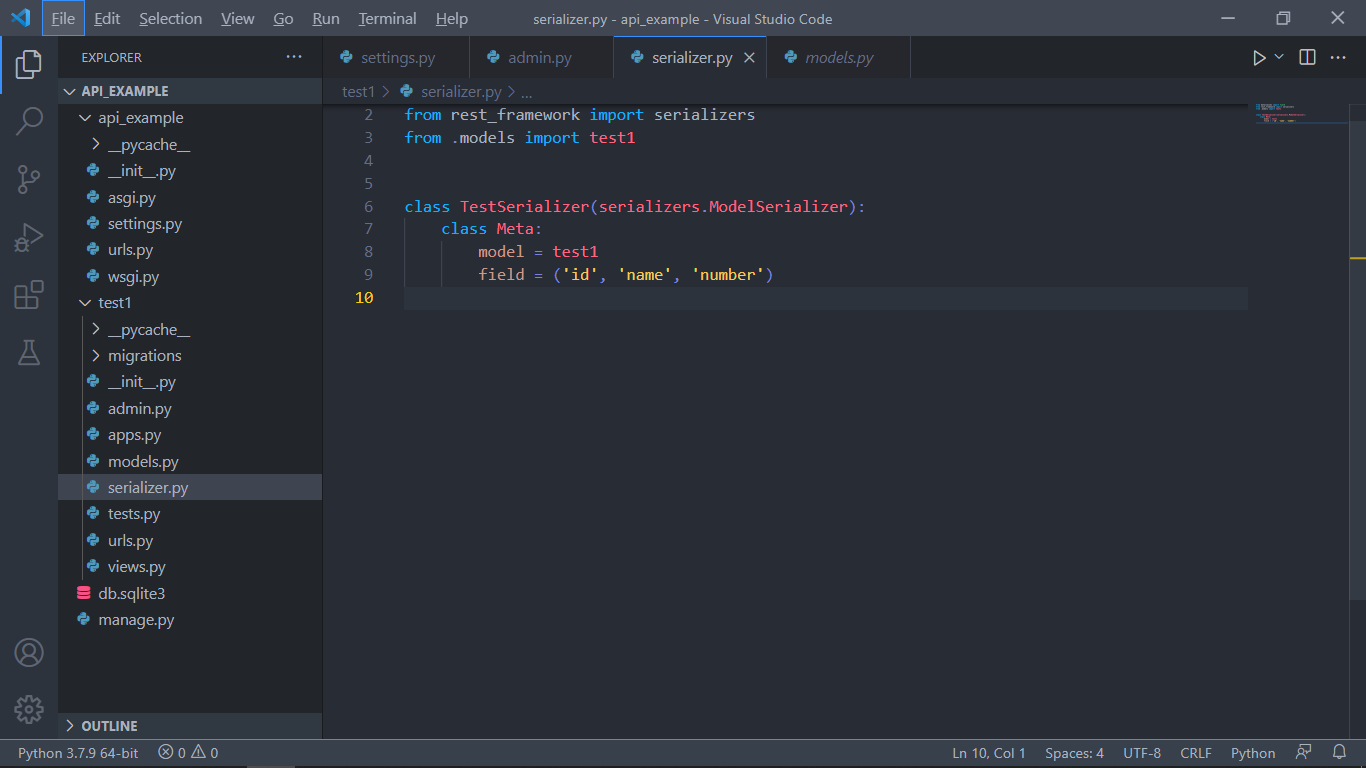 File Edit Selection View Go Run Terminal Help serializer.py - api_example - Visual Studio Code
EXPLORER ···
API_EXAMPLE
api_example
__pycache__
__init__.py
asgi.py
settings.py
urls.py
wsgi.py
test1
__pycache__
migrations
__init__.py
admin.py
apps.py
models.py
serializer.py
tests.py
urls.py
views.py
db.sqlite3
manage.py
OUTLINE
settings.py admin.py serializer.py models.py
test1 > serializer.py > ...
2 from rest_framework import serializers
3 from .models import test1
4
5
6 class TestSerializer(serializers.ModelSerializer):
7 class Meta:
8 model = test1
9 field = ('id', 'name', 'number')
10
Python 3.7.9 64-bit 0 0 Ln 10, Col 1 Spaces: 4 UTF-8 CRLF Python